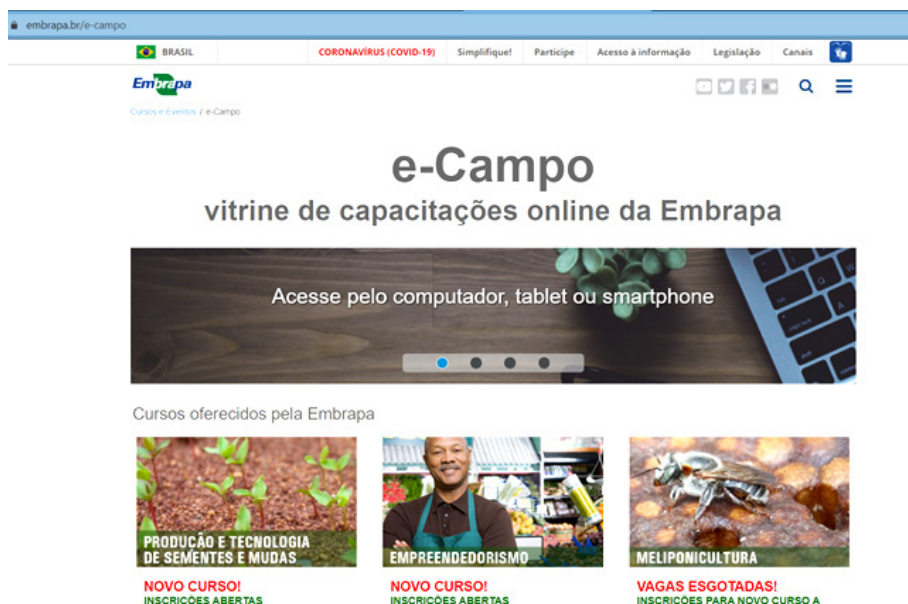 embrapa.br/e-campo
BRASIL CORONAVÍRUS (COVID-19) Simplifique! Participe Acesso à informação Legislação Canais
Embrapa
Cursos e Eventos / e-Campo
e-Campo
vitrine de capacitações online da Embrapa
Acesse pelo computador, tablet ou smartphone
Cursos oferecidos pela Embrapa
PRODUÇÃO E TECNOLOGIA
DE SEMENTES E MUDAS
NOVO CURSO!
INSCRIÇÕES ABERTAS
EMPREENDEDORISMO
NOVO CURSO!
INSCRIÇÕES ABERTAS
MELIPONICULTURA
VAGAS ESGOTADAS!
INSCRIÇÕES PARA NOVO CURSO A